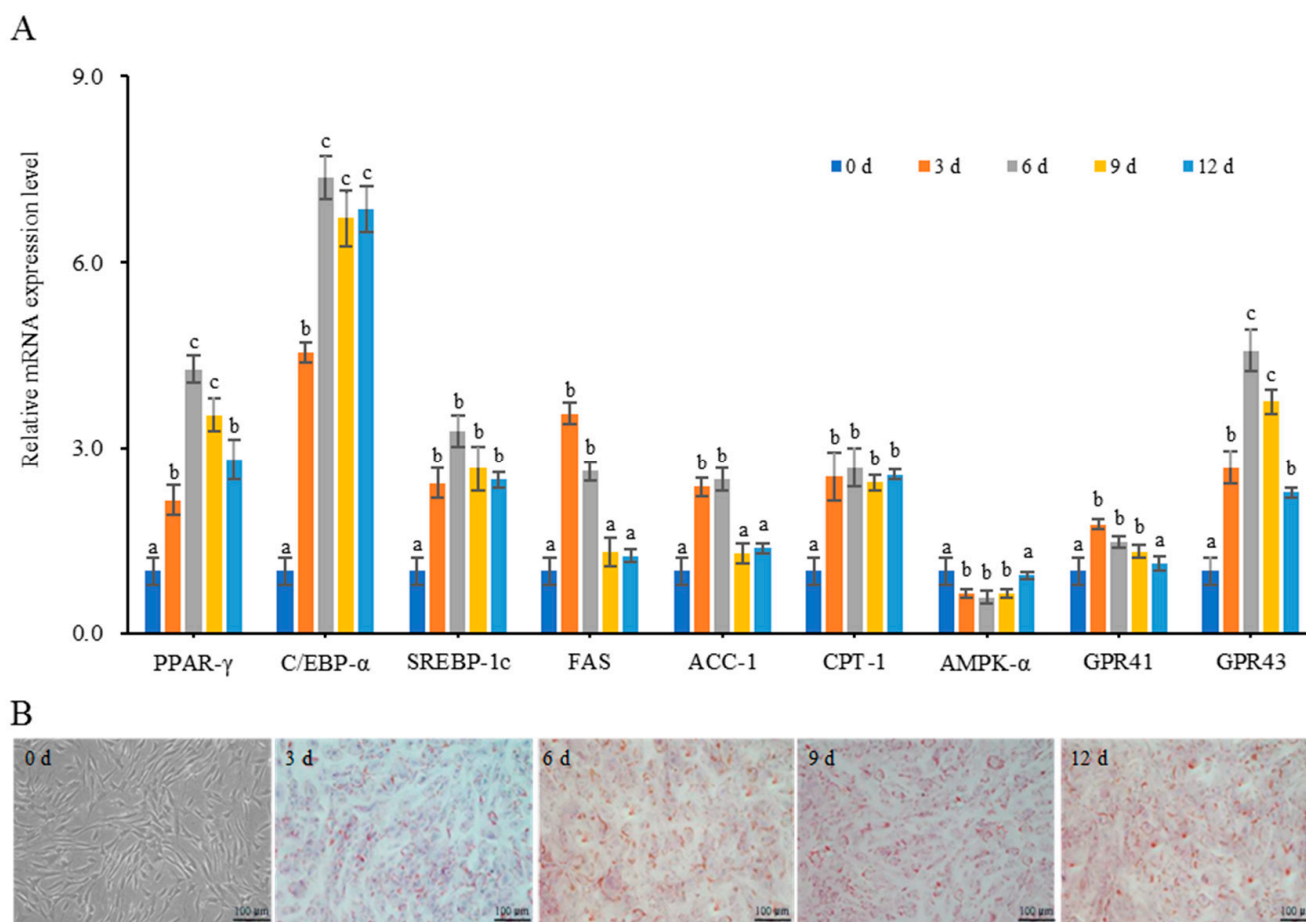 A
9.0
6.0
3.0
0.0
Relative mRNA expression level
0 d 3 d 6 d 9 d 12 d
a b c c b
a b c c c
a b b b b
a b b a a
a b b a a
a b b b b
a b b b a
a b b b a
a b c c b
PPAR-γ C/EBP-α SREBP-1c FAS ACC-1 CPT-1 AMPK-α GPR41 GPR43
B
0 d 3 d 6 d 9 d 12 d
100 μm 100 μm 100 μm 100 μm 100 μm